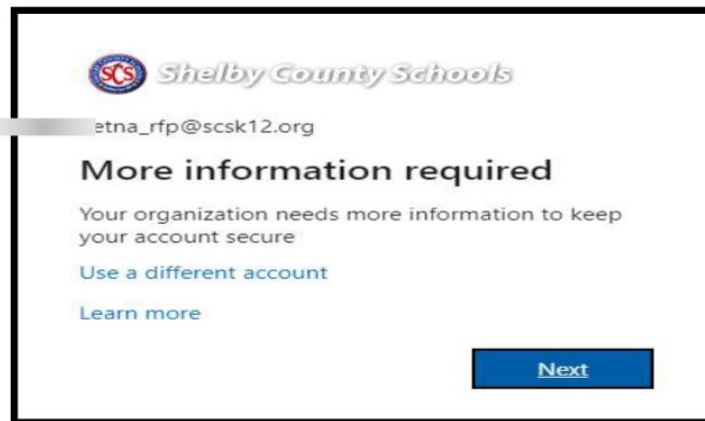 SCS Shelby County Schools
etna_rfp@scsk12.org
More information required
Your organization needs more information to keep
your account secure
Use a different account
Learn more
Next